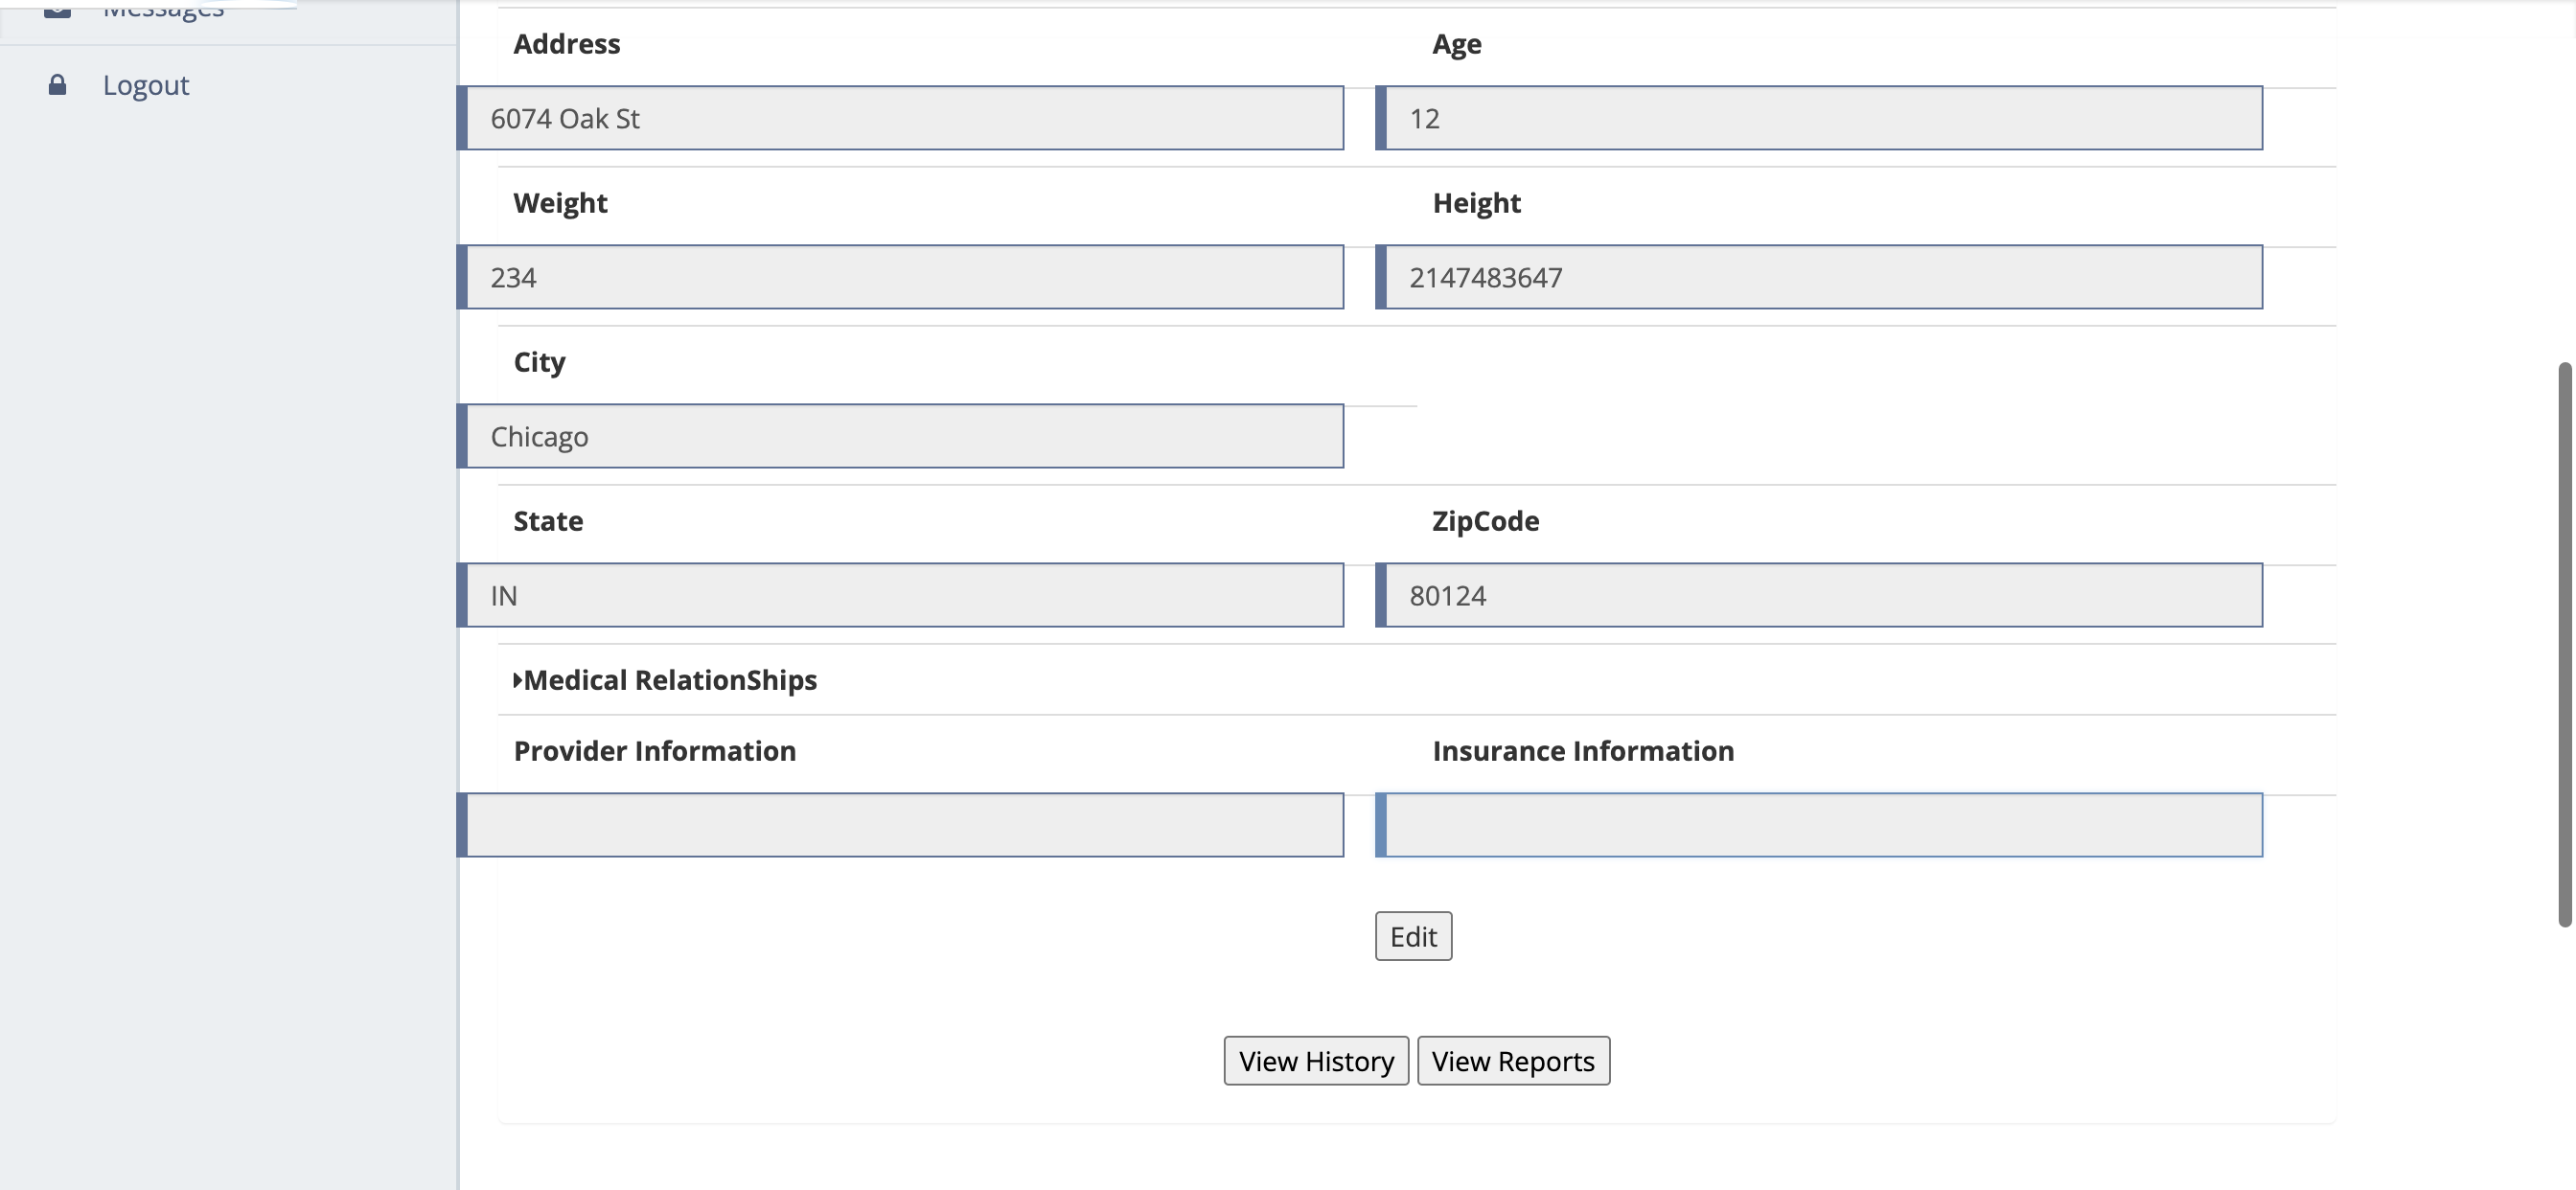 Messages
Logout
Address Age
6074 Oak St 12
Weight Height
234 2147483647
City
Chicago
State ZipCode
IN 80124
Medical RelationShips
Provider Information Insurance Information
Edit
View History View Reports